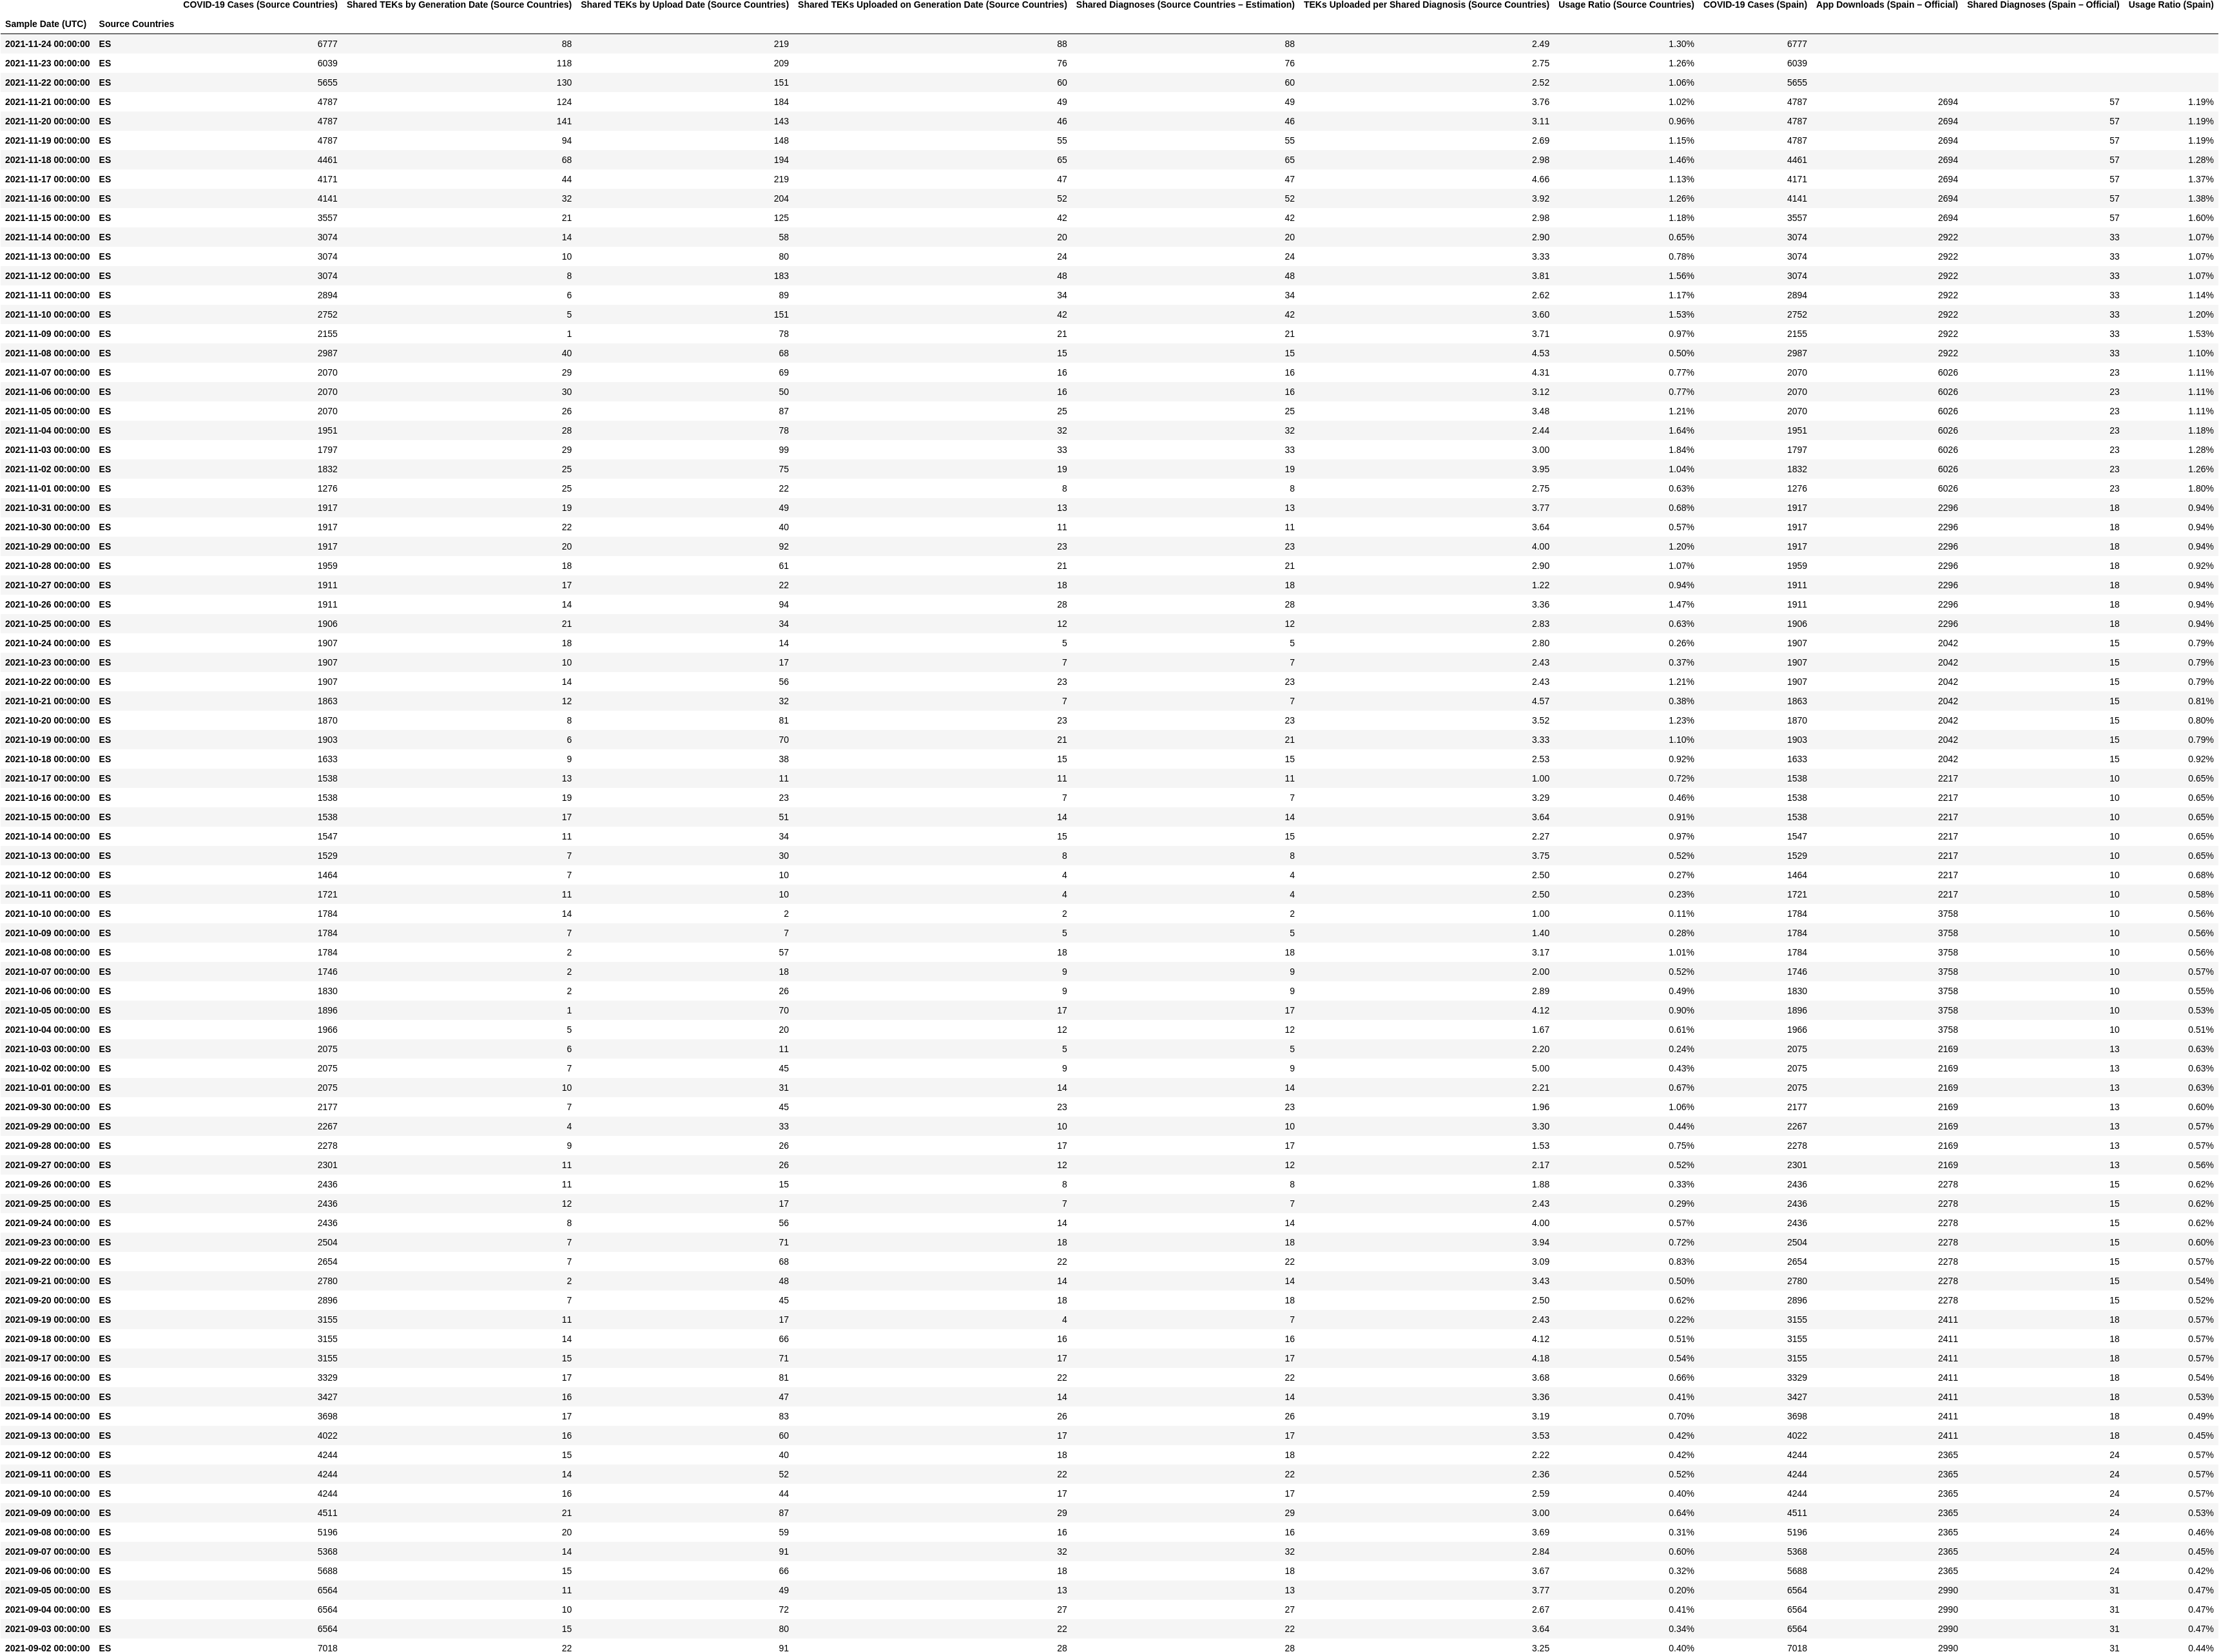 COVID-19 Cases (Source Countries) Shared TEKs by Generation Date (Source Countries) Shared TEKs by Upload Date (Source Countries) Shared TEKs Uploaded on Generation Date (Source Countries) Shared Diagnoses (Source Countries – Estimation) TEKs Uploaded per Shared Diagnosis (Source Countries) Usage Ratio (Source Countries) COVID-19 Cases (Spain) App Downloads (Spain – Official) Shared Diagnoses (Spain – Official) Usage Ratio (Spain)
Sample Date (UTC) Source Countries
2021-11-24 00:00:00 ES 6777 88 219 88 88 2.49 1.30% 6777
2021-11-23 00:00:00 ES 6039 118 209 76 76 2.75 1.26% 6039
2021-11-22 00:00:00 ES 5655 130 151 60 60 2.52 1.06% 5655
2021-11-21 00:00:00 ES 4787 124 184 49 49 3.76 1.02% 4787 2694 57 1.19%
2021-11-20 00:00:00 ES 4787 141 143 46 46 3.11 0.96% 4787 2694 57 1.19%
2021-11-19 00:00:00 ES 4787 94 148 55 55 2.69 1.15% 4787 2694 57 1.19%
2021-11-18 00:00:00 ES 4461 68 194 65 65 2.98 1.46% 4461 2694 57 1.28%
2021-11-17 00:00:00 ES 4171 44 219 47 47 4.66 1.13% 4171 2694 57 1.37%
2021-11-16 00:00:00 ES 4141 32 204 52 52 3.92 1.26% 4141 2694 57 1.38%
2021-11-15 00:00:00 ES 3557 21 125 42 42 2.98 1.18% 3557 2694 57 1.60%
2021-11-14 00:00:00 ES 3074 14 58 20 20 2.90 0.65% 3074 2922 33 1.07%
2021-11-13 00:00:00 ES 3074 10 80 24 24 3.33 0.78% 3074 2922 33 1.07%
2021-11-12 00:00:00 ES 3074 8 183 48 48 3.81 1.56% 3074 2922 33 1.07%
2021-11-11 00:00:00 ES 2894 6 89 34 34 2.62 1.17% 2894 2922 33 1.14%
2021-11-10 00:00:00 ES 2752 5 151 42 42 3.60 1.53% 2752 2922 33 1.20%
2021-11-09 00:00:00 ES 2155 1 78 21 21 3.71 0.97% 2155 2922 33 1.53%
2021-11-08 00:00:00 ES 2987 40 68 15 15 4.53 0.50% 2987 2922 33 1.10%
2021-11-07 00:00:00 ES 2070 29 69 16 16 4.31 0.77% 2070 6026 23 1.11%
2021-11-06 00:00:00 ES 2070 30 50 16 16 3.12 0.77% 2070 6026 23 1.11%
2021-11-05 00:00:00 ES 2070 26 87 25 25 3.48 1.21% 2070 6026 23 1.11%
2021-11-04 00:00:00 ES 1951 28 78 32 32 2.44 1.64% 1951 6026 23 1.18%
2021-11-03 00:00:00 ES 1797 29 99 33 33 3.00 1.84% 1797 6026 23 1.28%
2021-11-02 00:00:00 ES 1832 25 75 19 19 3.95 1.04% 1832 6026 23 1.26%
2021-11-01 00:00:00 ES 1276 25 22 8 8 2.75 0.63% 1276 6026 23 1.80%
2021-10-31 00:00:00 ES 1917 19 49 13 13 3.77 0.68% 1917 2296 18 0.94%
2021-10-30 00:00:00 ES 1917 22 40 11 11 3.64 0.57% 1917 2296 18 0.94%
2021-10-29 00:00:00 ES 1917 20 92 23 23 4.00 1.20% 1917 2296 18 0.94%
2021-10-28 00:00:00 ES 1959 18 61 21 21 2.90 1.07% 1959 2296 18 0.92%
2021-10-27 00:00:00 ES 1911 17 22 18 18 1.22 0.94% 1911 2296 18 0.94%
2021-10-26 00:00:00 ES 1911 14 94 28 28 3.36 1.47% 1911 2296 18 0.94%
2021-10-25 00:00:00 ES 1906 21 34 12 12 2.83 0.63% 1906 2296 18 0.94%
2021-10-24 00:00:00 ES 1907 18 14 5 5 2.80 0.26% 1907 2042 15 0.79%
2021-10-23 00:00:00 ES 1907 10 17 7 7 2.43 0.37% 1907 2042 15 0.79%
2021-10-22 00:00:00 ES 1907 14 56 23 23 2.43 1.21% 1907 2042 15 0.79%
2021-10-21 00:00:00 ES 1863 12 32 7 7 4.57 0.38% 1863 2042 15 0.81%
2021-10-20 00:00:00 ES 1870 8 81 23 23 3.52 1.23% 1870 2042 15 0.80%
2021-10-19 00:00:00 ES 1903 6 70 21 21 3.33 1.10% 1903 2042 15 0.79%
2021-10-18 00:00:00 ES 1633 9 38 15 15 2.53 0.92% 1633 2042 15 0.92%
2021-10-17 00:00:00 ES 1538 13 11 11 11 1.00 0.72% 1538 2217 10 0.65%
2021-10-16 00:00:00 ES 1538 19 23 7 7 3.29 0.46% 1538 2217 10 0.65%
2021-10-15 00:00:00 ES 1538 17 51 14 14 3.64 0.91% 1538 2217 10 0.65%
2021-10-14 00:00:00 ES 1547 11 34 15 15 2.27 0.97% 1547 2217 10 0.65%
2021-10-13 00:00:00 ES 1529 7 30 8 8 3.75 0.52% 1529 2217 10 0.65%
2021-10-12 00:00:00 ES 1464 7 10 4 4 2.50 0.27% 1464 2217 10 0.68%
2021-10-11 00:00:00 ES 1721 11 10 4 4 2.50 0.23% 1721 2217 10 0.58%
2021-10-10 00:00:00 ES 1784 14 2 2 2 1.00 0.11% 1784 3758 10 0.56%
2021-10-09 00:00:00 ES 1784 7 7 5 5 1.40 0.28% 1784 3758 10 0.56%
2021-10-08 00:00:00 ES 1784 2 57 18 18 3.17 1.01% 1784 3758 10 0.56%
2021-10-07 00:00:00 ES 1746 2 18 9 9 2.00 0.52% 1746 3758 10 0.57%
2021-10-06 00:00:00 ES 1830 2 26 9 9 2.89 0.49% 1830 3758 10 0.55%
2021-10-05 00:00:00 ES 1896 1 70 17 17 4.12 0.90% 1896 3758 10 0.53%
2021-10-04 00:00:00 ES 1966 5 20 12 12 1.67 0.61% 1966 3758 10 0.51%
2021-10-03 00:00:00 ES 2075 6 11 5 5 2.20 0.24% 2075 2169 13 0.63%
2021-10-02 00:00:00 ES 2075 7 45 9 9 5.00 0.43% 2075 2169 13 0.63%
2021-10-01 00:00:00 ES 2075 10 31 14 14 2.21 0.67% 2075 2169 13 0.63%
2021-09-30 00:00:00 ES 2177 7 45 23 23 1.96 1.06% 2177 2169 13 0.60%
2021-09-29 00:00:00 ES 2267 4 33 10 10 3.30 0.44% 2267 2169 13 0.57%
2021-09-28 00:00:00 ES 2278 9 26 17 17 1.53 0.75% 2278 2169 13 0.57%
2021-09-27 00:00:00 ES 2301 11 26 12 12 2.17 0.52% 2301 2169 13 0.56%
2021-09-26 00:00:00 ES 2436 11 15 8 8 1.88 0.33% 2436 2278 15 0.62%
2021-09-25 00:00:00 ES 2436 12 17 7 7 2.43 0.29% 2436 2278 15 0.62%
2021-09-24 00:00:00 ES 2436 8 56 14 14 4.00 0.57% 2436 2278 15 0.62%
2021-09-23 00:00:00 ES 2504 7 71 18 18 3.94 0.72% 2504 2278 15 0.60%
2021-09-22 00:00:00 ES 2654 7 68 22 22 3.09 0.83% 2654 2278 15 0.57%
2021-09-21 00:00:00 ES 2780 2 48 14 14 3.43 0.50% 2780 2278 15 0.54%
2021-09-20 00:00:00 ES 2896 7 45 18 18 2.50 0.62% 2896 2278 15 0.52%
2021-09-19 00:00:00 ES 3155 11 17 4 7 2.43 0.22% 3155 2411 18 0.57%
2021-09-18 00:00:00 ES 3155 14 66 16 16 4.12 0.51% 3155 2411 18 0.57%
2021-09-17 00:00:00 ES 3155 15 71 17 17 4.18 0.54% 3155 2411 18 0.57%
2021-09-16 00:00:00 ES 3329 17 81 22 22 3.68 0.66% 3329 2411 18 0.54%
2021-09-15 00:00:00 ES 3427 16 47 14 14 3.36 0.41% 3427 2411 18 0.53%
2021-09-14 00:00:00 ES 3698 17 83 26 26 3.19 0.70% 3698 2411 18 0.49%
2021-09-13 00:00:00 ES 4022 16 60 17 17 3.53 0.42% 4022 2411 18 0.45%
2021-09-12 00:00:00 ES 4244 15 40 18 18 2.22 0.42% 4244 2365 24 0.57%
2021-09-11 00:00:00 ES 4244 14 52 22 22 2.36 0.52% 4244 2365 24 0.57%
2021-09-10 00:00:00 ES 4244 16 44 17 17 2.59 0.40% 4244 2365 24 0.57%
2021-09-09 00:00:00 ES 4511 21 87 29 29 3.00 0.64% 4511 2365 24 0.53%
2021-09-08 00:00:00 ES 5196 20 59 16 16 3.69 0.31% 5196 2365 24 0.46%
2021-09-07 00:00:00 ES 5368 14 91 32 32 2.84 0.60% 5368 2365 24 0.45%
2021-09-06 00:00:00 ES 5688 15 66 18 18 3.67 0.32% 5688 2365 24 0.42%
2021-09-05 00:00:00 ES 6564 11 49 13 13 3.77 0.20% 6564 2990 31 0.47%
2021-09-04 00:00:00 ES 6564 10 72 27 27 2.67 0.41% 6564 2990 31 0.47%
2021-09-03 00:00:00 ES 6564 15 80 22 22 3.64 0.34% 6564 2990 31 0.47%
2021-09-02 00:00:00 ES 7018 22 91 28 28 3.25 0.40% 7018 2990 31 0.44%